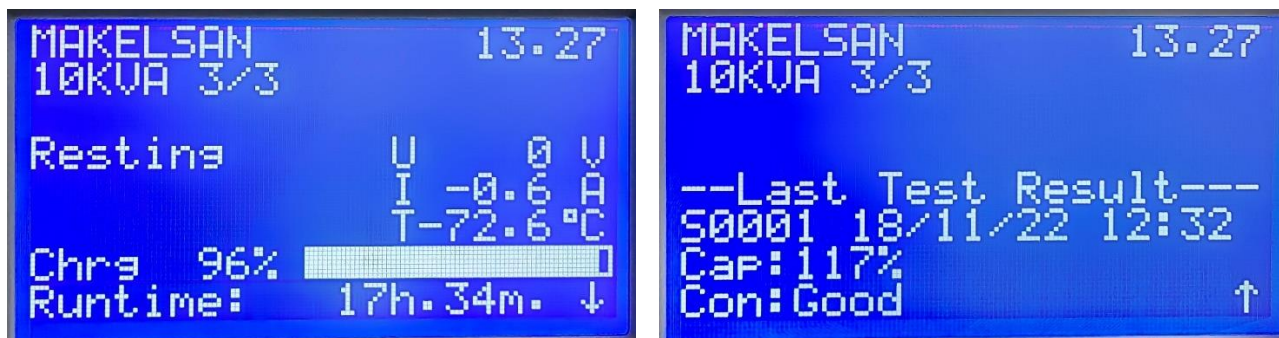 MAKELSAN 13.27
10KVA 3/3
Resting U 0 V
I -0.6 A
T-72.6°C
Chrg 96%
Runtime: 17h.34m. ↓
MAKELSAN 13.27
10KVA 3/3
--Last Test Result---
S0001 18/11/22 12:32
Cap:117%
Con:Good ↑